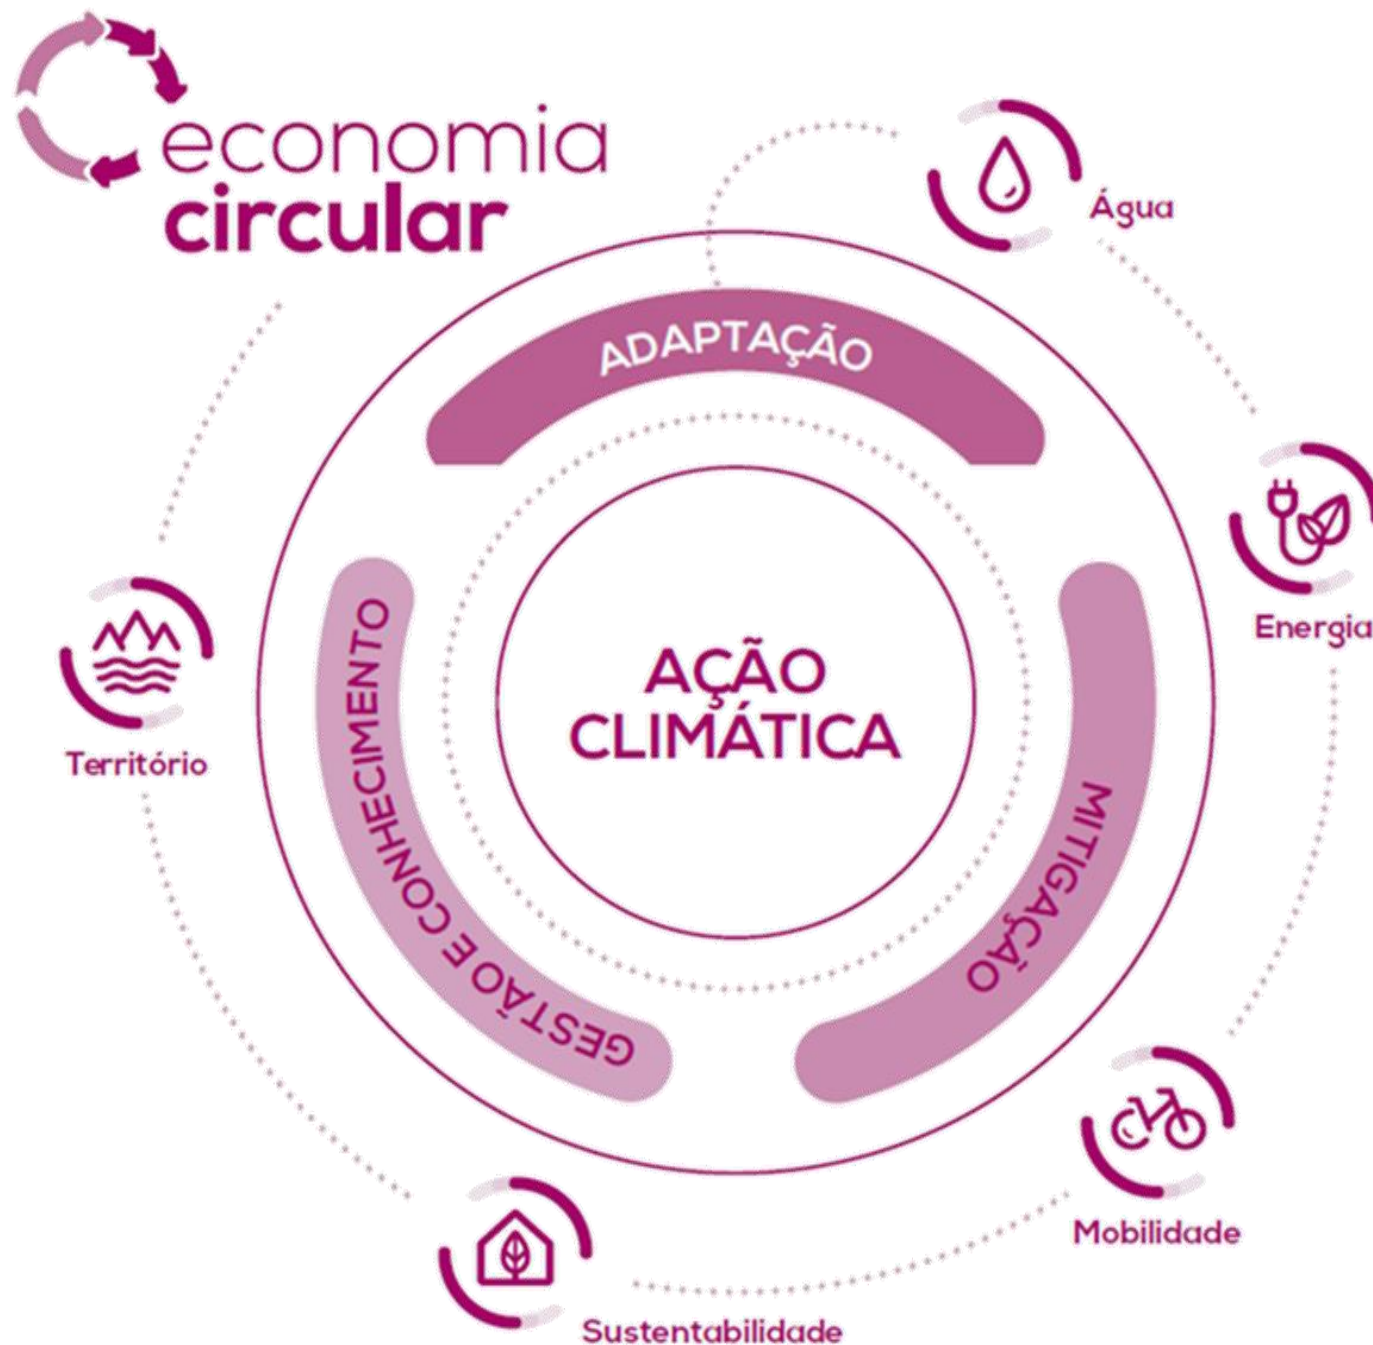 economia
circular
Água
ADAPTAÇÃO
Energia
AÇÃO
CLIMÁTICA
GESTÃO E CONHECIMENTO
MITIGAÇÃO
Território
Mobilidade
Sustentabilidade